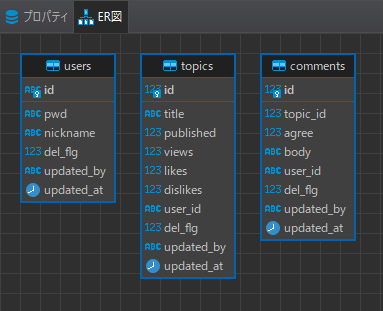 プロパティ ER図
users
ABC id
ABC pwd
ABC nickname
123 del_flg
ABC updated_by
updated_at
topics
123 id
ABC title
123 published
123 views
123 likes
123 dislikes
ABC user_id
123 del_flg
ABC updated_by
updated_at
comments
123 id
123 topic_id
123 agree
ABC body
ABC user_id
123 del_flg
ABC updated_by
updated_at